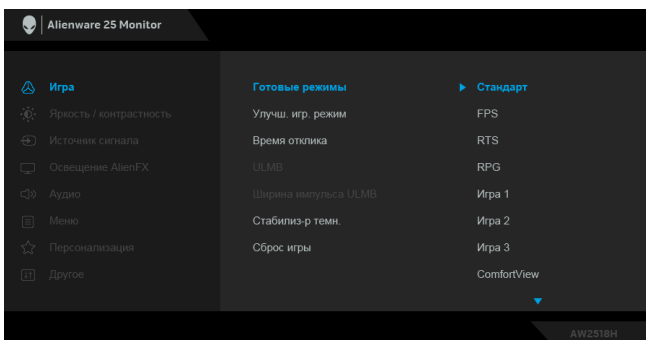 Alienware 25 Monitor
Игра
Готовые режимы
Стандарт
Яркость / контрастность
Улучш. игр. режим
FPS
Источник сигнала
Время отклика
RTS
Освещение AlienFX
ULMB
RPG
Аудио
Ширина импульса ULMB
Игра 1
Меню
Стабилиз-р темн.
Игра 2
Персонализация
Сброс игры
Игра 3
Другое
ComfortView
AW2518H